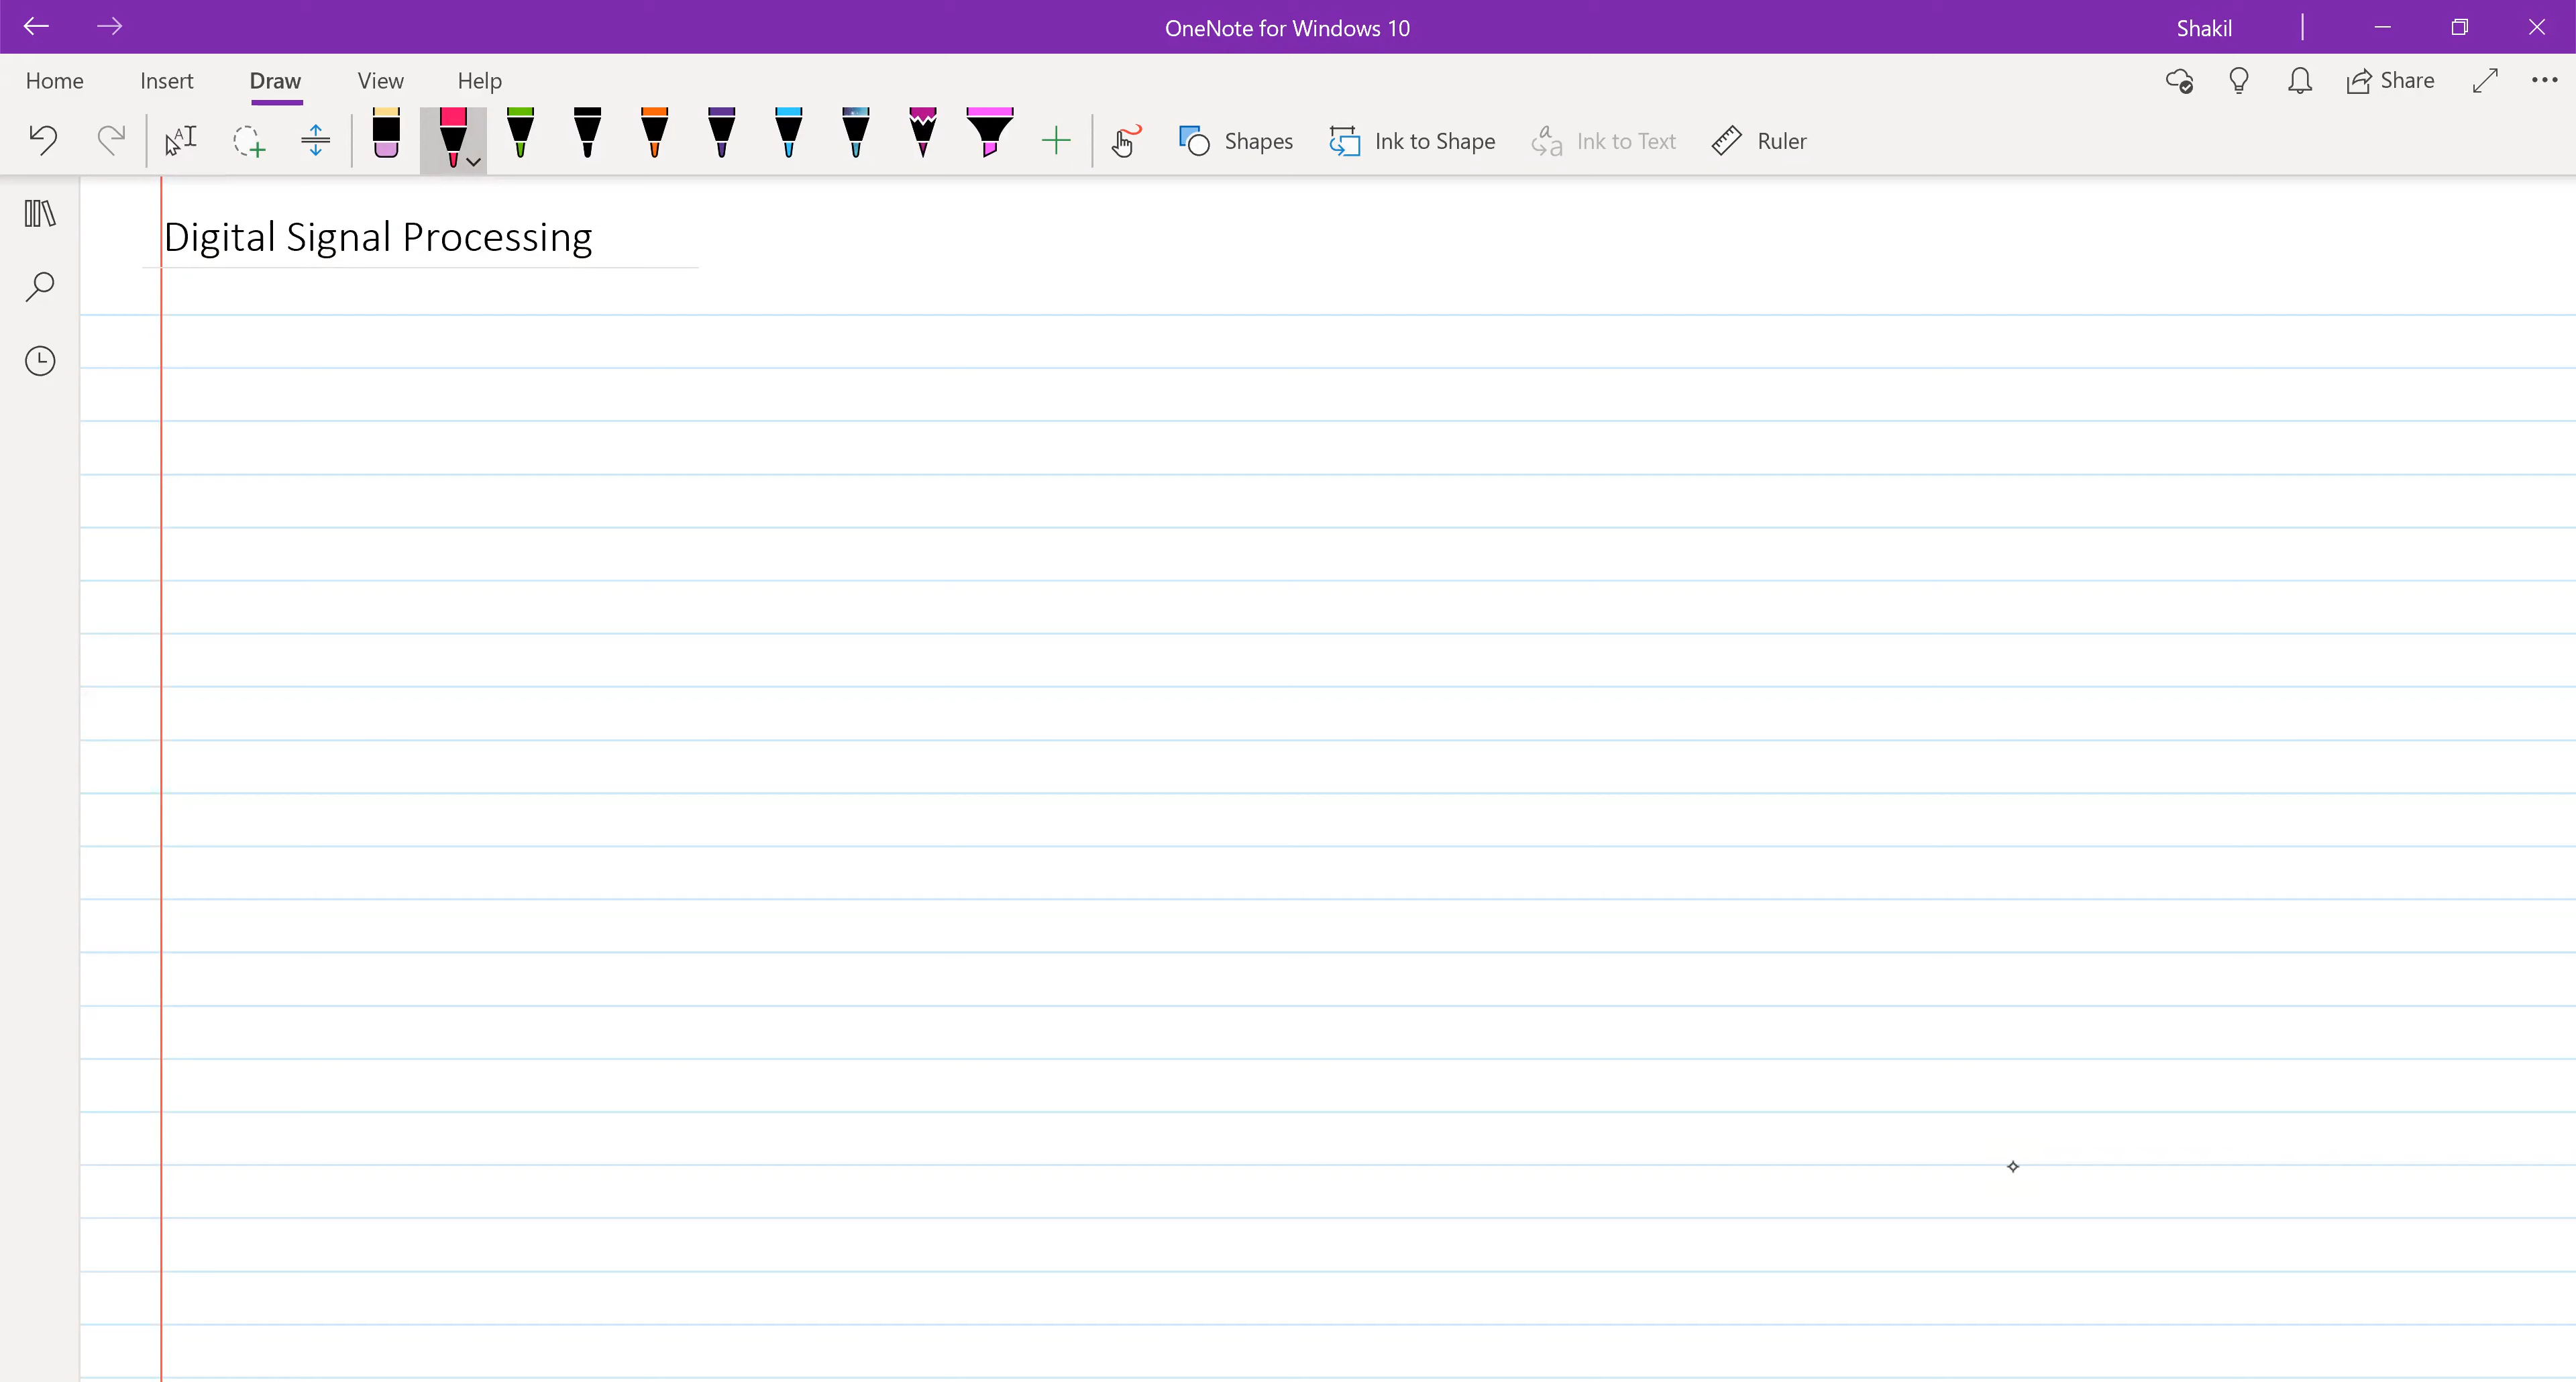 OneNote for Windows 10
Shakil
Home Insert Draw View Help
Share
Shapes Ink to Shape Ink to Text Ruler
Digital Signal Processing